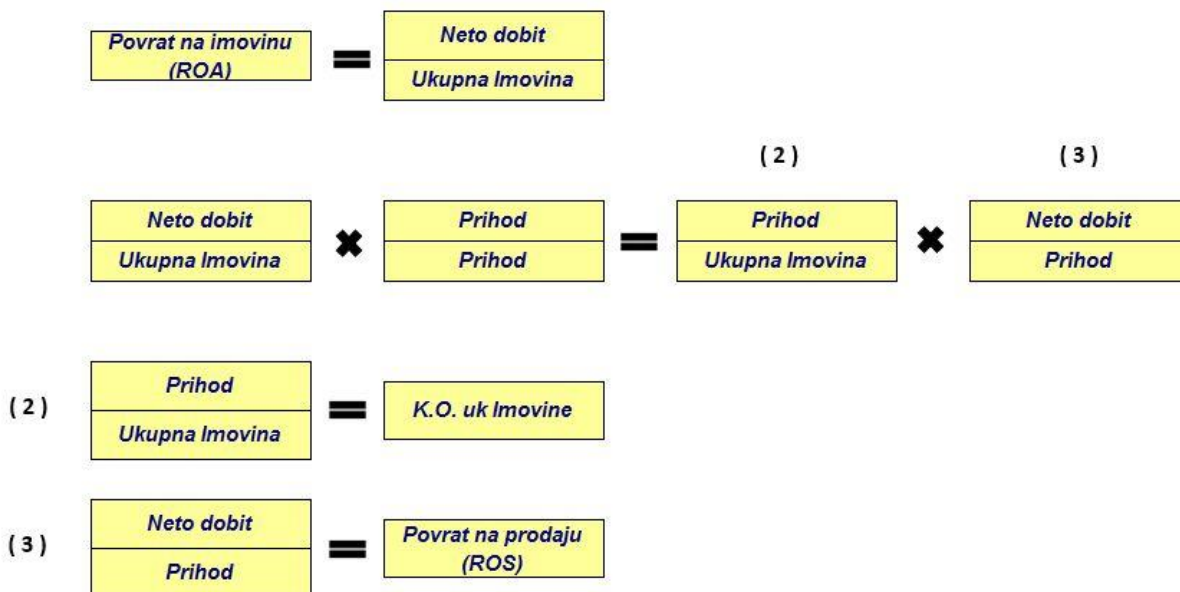 Povrat na imovinu
(ROA)
=
Neto dobit
Ukupna Imovina
( 2 )
( 3 )
Neto dobit
Ukupna Imovina
✖
Prihod
Prihod
=
Prihod
Ukupna Imovina
✖
Neto dobit
Prihod
( 2 )
Prihod
Ukupna Imovina
=
K.O. uk Imovine
( 3 )
Neto dobit
Prihod
=
Povrat na prodaju
(ROS)